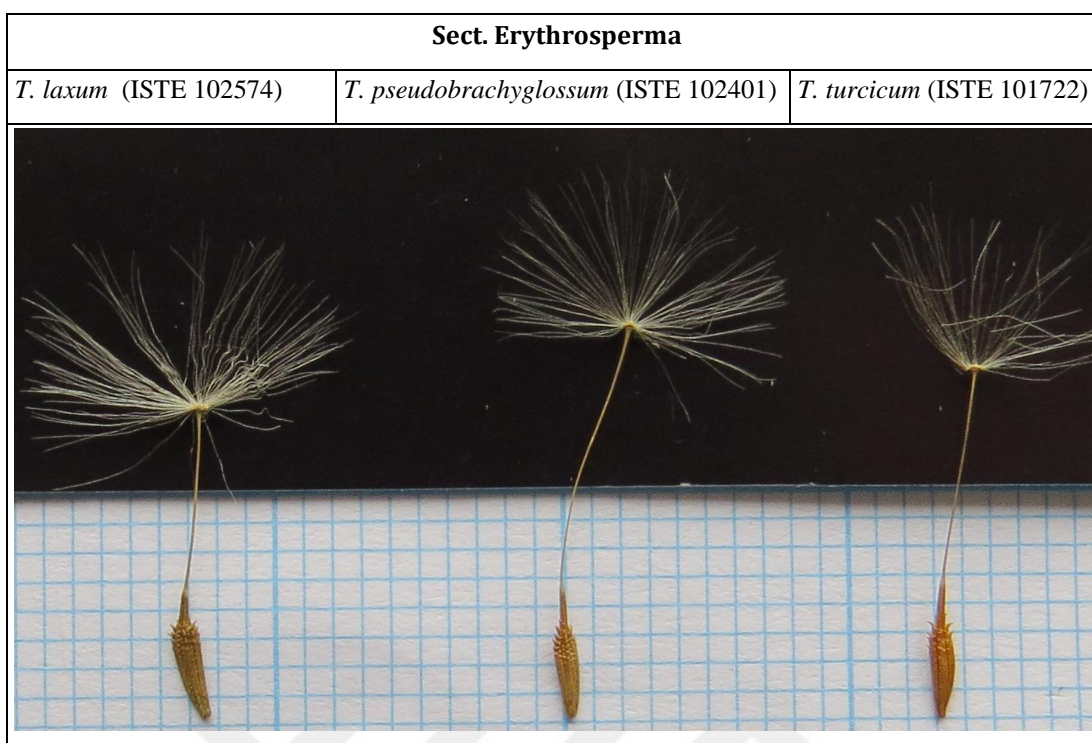 Sect. Erythrosperma
T. laxum (ISTE 102574)
T. pseudobrachyglossum (ISTE 102401)
T. turcicum (ISTE 101722)